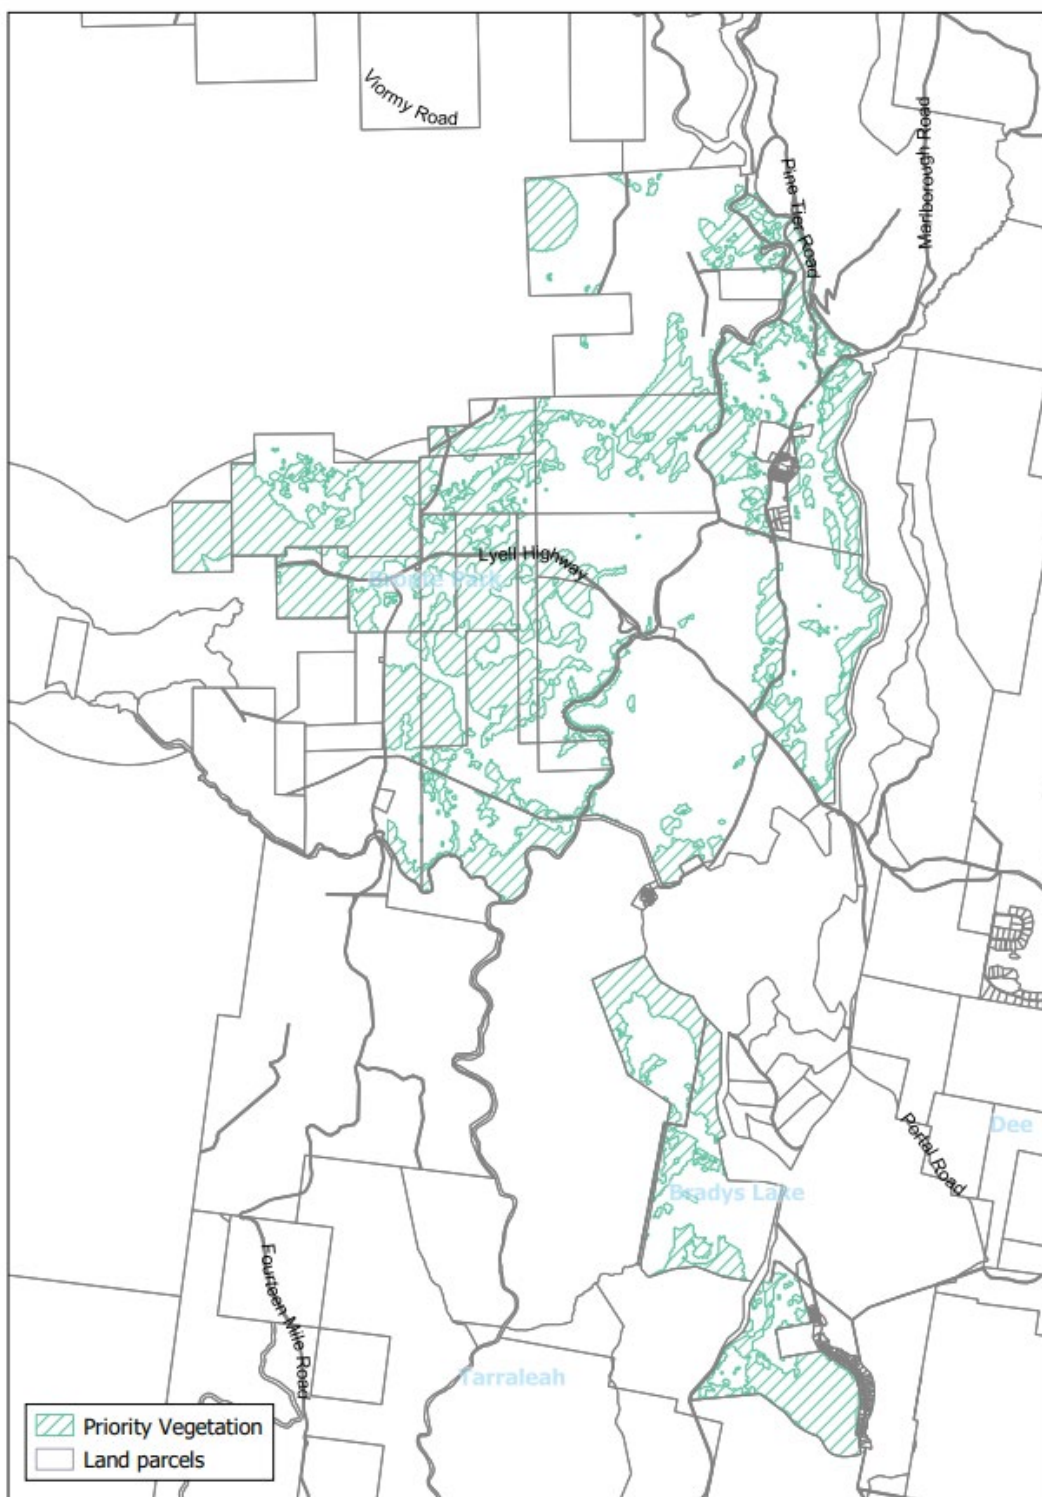 Viormy Road
Pine Tier Road
Marlborough Road
Lyell Highway
Bronte Park
Dee
Portal Road
Bradys Lake
Fourteen Mile Road
Tarraleah
Priority Vegetation
Land parcels